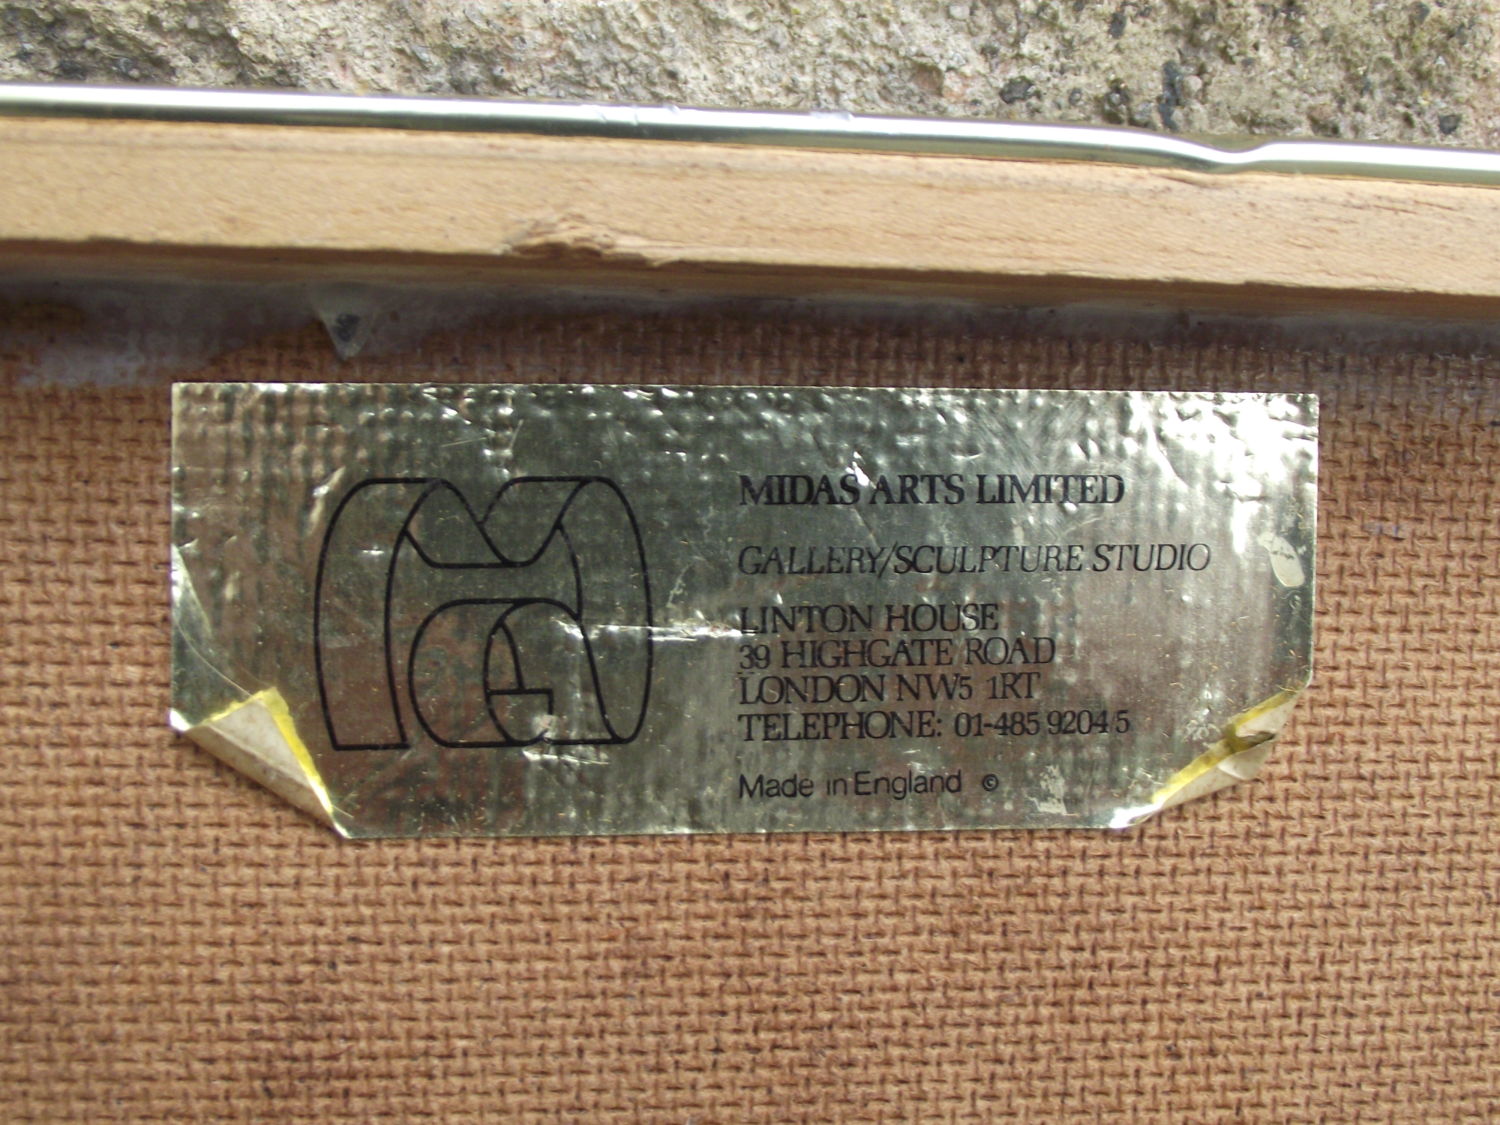 MIDAS ARTS LIMITED
GALLERY/SCULPTURE STUDIO
LINTON HOUSE
39 HIGHGATE ROAD
LONDON NW5 1RT
TELEPHONE: 01-485 9204 5
Made in England ©